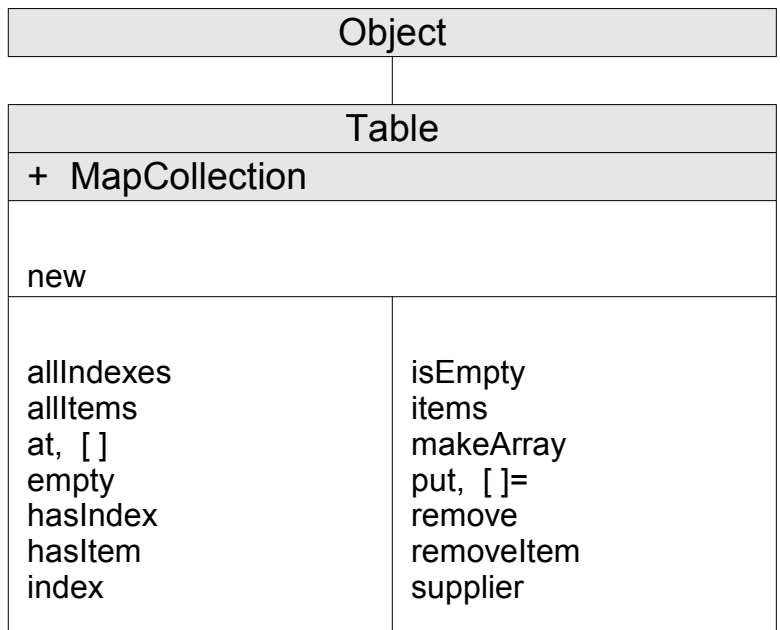 Object
Table
+ MapCollection
new
allIndexes
allItems
at, [ ]
empty
hasIndex
hasItem
index
isEmpty
items
makeArray
put, [ ]=
remove
removeItem
supplier